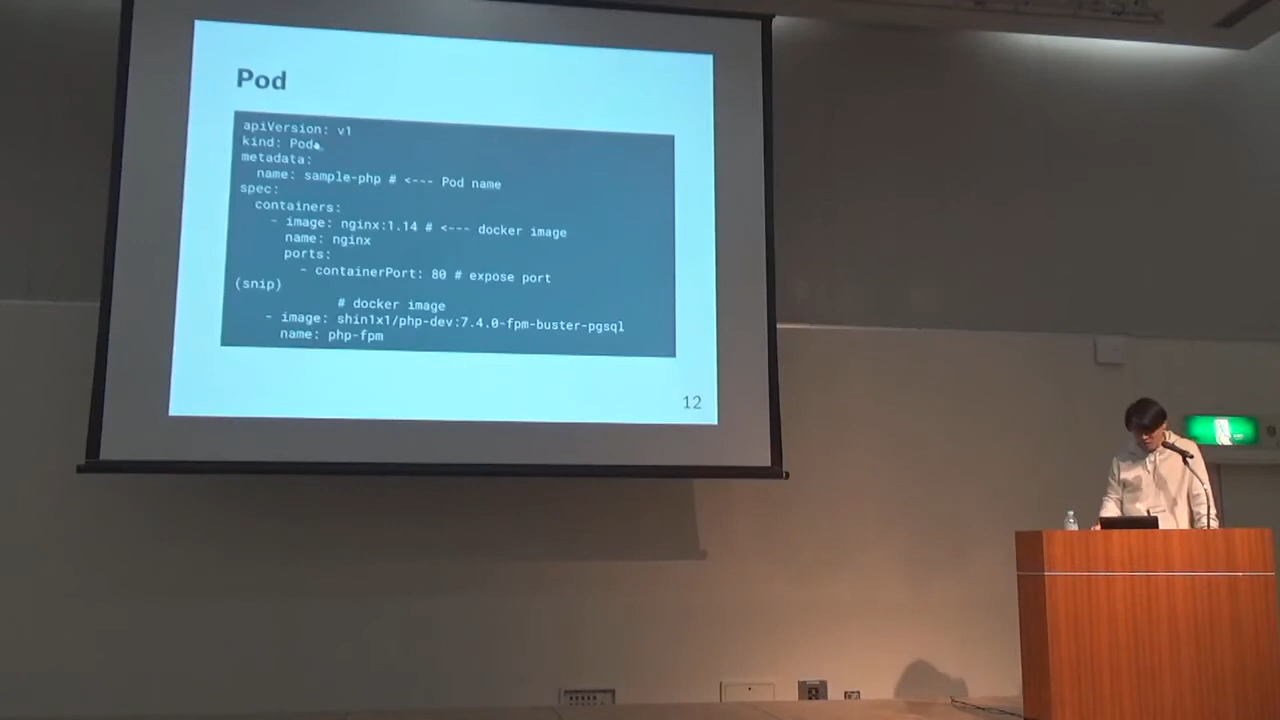 Pod
apiVersion: v1
kind: Pod
metadata:
  name: sample-php # <--- Pod name
spec:
  containers:
    - image: nginx:1.14 # <--- docker image
      name: nginx
      ports:
        - containerPort: 80 # expose port
(snip)
            # docker image
    - image: shin1x1/php-dev:7.4.0-fpm-buster-pgsql
      name: php-fpm
12